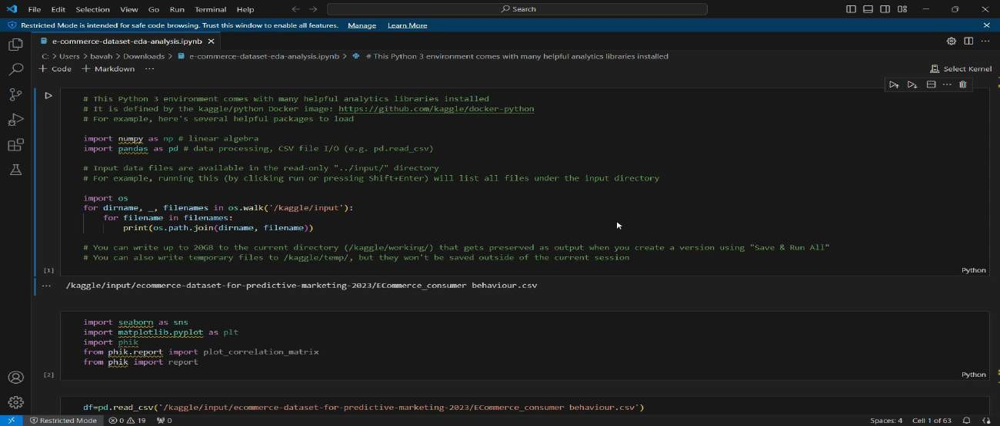 File Edit Selection View Go Run Terminal Help Search
Restricted Mode is intended for safe code browsing. Trust this window to enable all features. Manage Learn More
e-commerce-dataset-eda-analysis.ipynb
C: > Users > bavah > Downloads > e-commerce-dataset-eda-analysis.ipynb > # This Python 3 environment comes with many helpful analytics libraries installed
+ Code + Markdown ... Select Kernel
# This Python 3 environment comes with many helpful analytics libraries installed
# It is defined by the kaggle/python Docker image: https://github.com/kaggle/docker-python
# For example, here's several helpful packages to load
import numpy as np # linear algebra
import pandas as pd # data processing, CSV file I/O (e.g. pd.read_csv)
# Input data files are available in the read-only "../input/" directory
# For example, running this (by clicking run or pressing Shift+Enter) will list all files under the input directory
import os
for dirname, _, filenames in os.walk('/kaggle/input'):
    for filename in filenames:
        print(os.path.join(dirname, filename))
# You can write up to 20GB to the current directory (/kaggle/working/) that gets preserved as output when you create a version using "Save & Run All"
# You can also write temporary files to /kaggle/temp/, but they won't be saved outside of the current session
[1] Python
... /kaggle/input/ecommerce-dataset-for-predictive-marketing-2023/ECommerce_consumer behaviour.csv
import seaborn as sns
import matplotlib.pyplot as plt
import phik
from phik.report import plot_correlation_matrix
from phik import report
[2] Python
df=pd.read_csv('/kaggle/input/ecommerce-dataset-for-predictive-marketing-2023/ECommerce_consumer behaviour.csv')
Restricted Mode 0 19 0 Spaces: 4 Cell 1 of 63